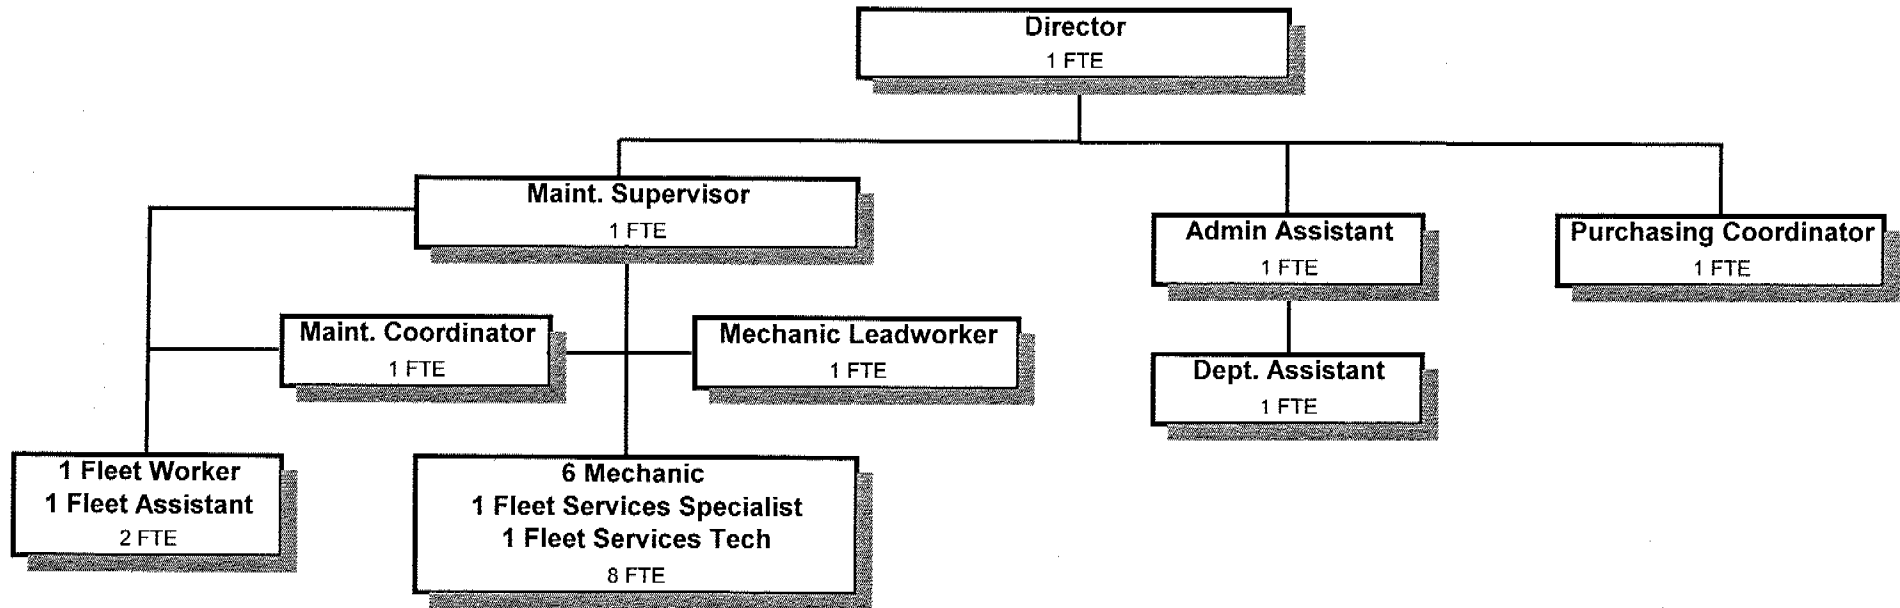 Director
1 FTE
Maint. Supervisor
1 FTE
Admin Assistant
1 FTE
Purchasing Coordinator
1 FTE
Maint. Coordinator
1 FTE
Mechanic Leadworker
1 FTE
Dept. Assistant
1 FTE
1 Fleet Worker
1 Fleet Assistant
2 FTE
6 Mechanic
1 Fleet Services Specialist
1 Fleet Services Tech
8 FTE